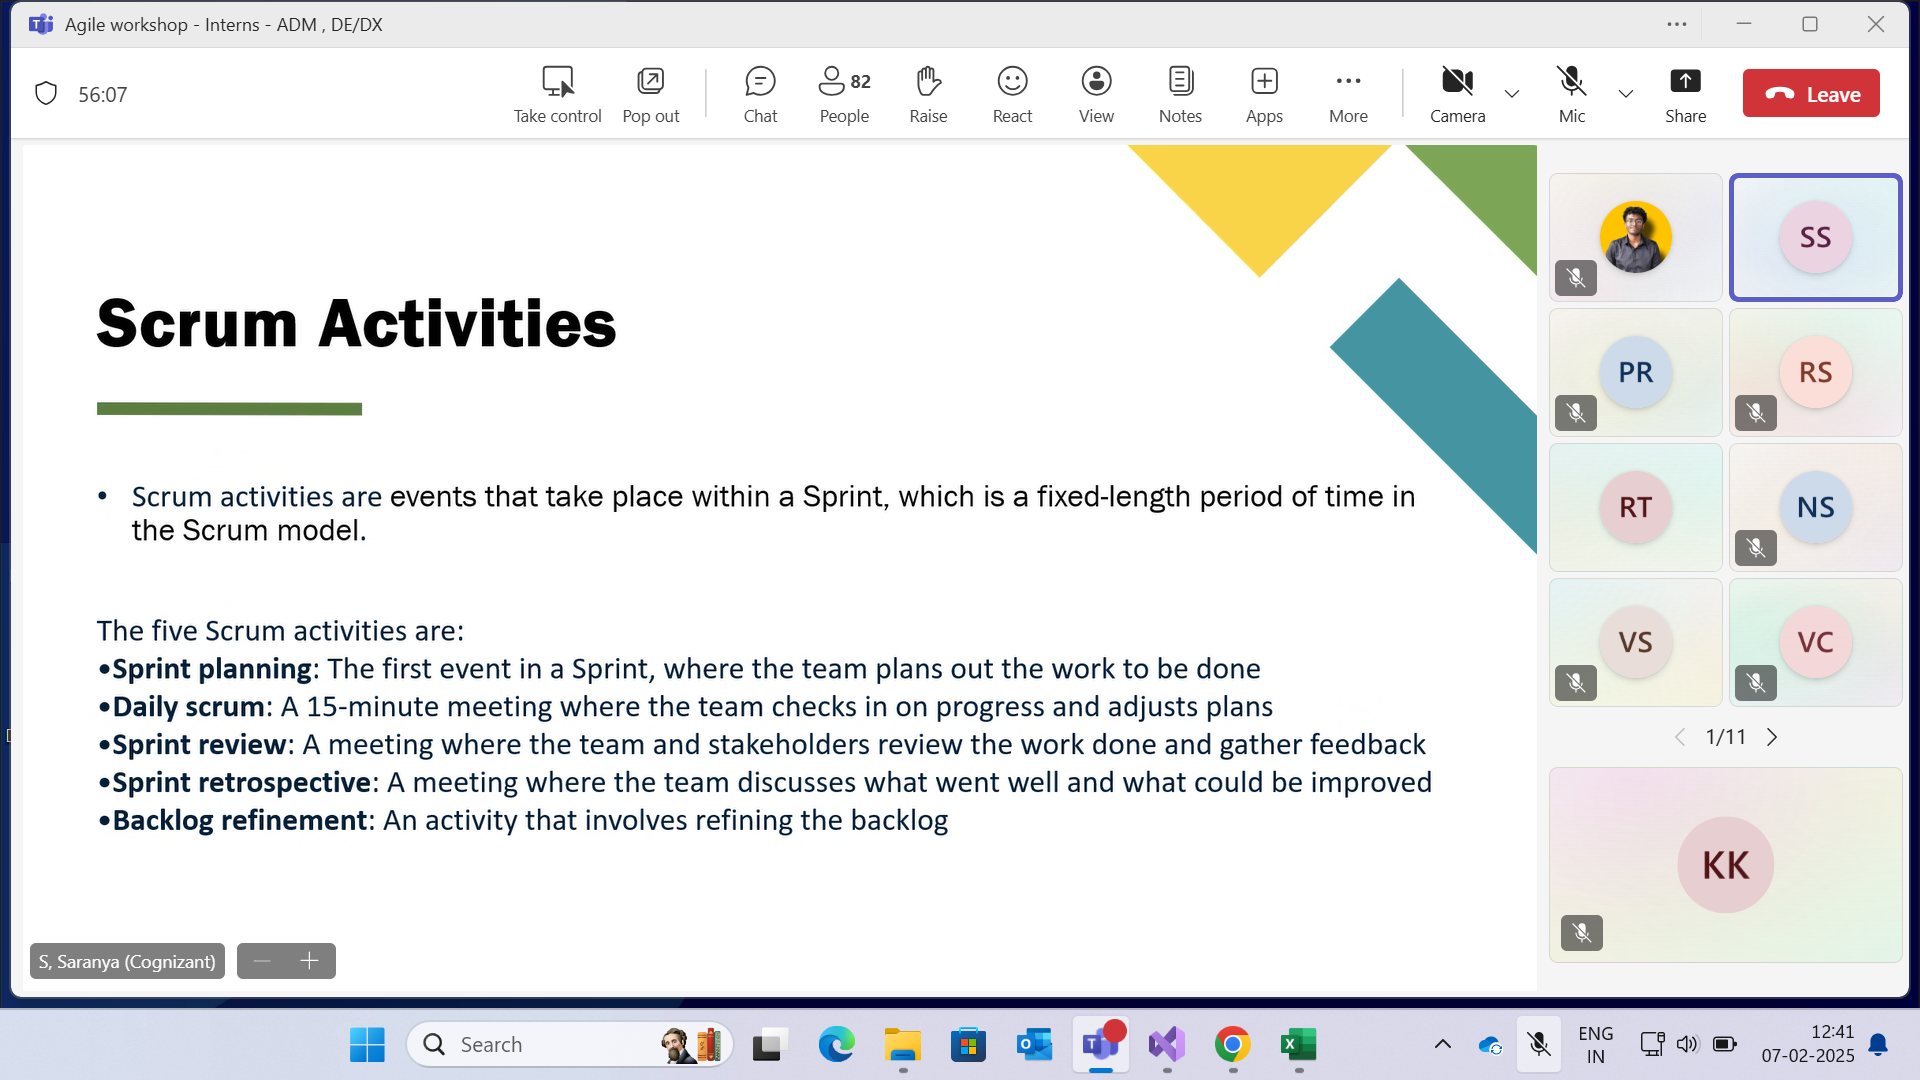 Agile workshop - Interns - ADM , DE/DX
56:07
Take control
Pop out
Chat
82
People
Raise
React
View
Notes
Apps
More
Camera
Mic
Share
Leave
Scrum Activities
• Scrum activities are events that take place within a Sprint, which is a fixed-length period of time in
the Scrum model.
The five Scrum activities are:
•Sprint planning: The first event in a Sprint, where the team plans out the work to be done
•Daily scrum: A 15-minute meeting where the team checks in on progress and adjusts plans
•Sprint review: A meeting where the team and stakeholders review the work done and gather feedback
•Sprint retrospective: A meeting where the team discusses what went well and what could be improved
•Backlog refinement: An activity that involves refining the backlog
S, Saranya (Cognizant)
SS
PR
RS
RT
NS
VS
VC
1/11
KK
Search
ENG
IN
12:41
07-02-2025